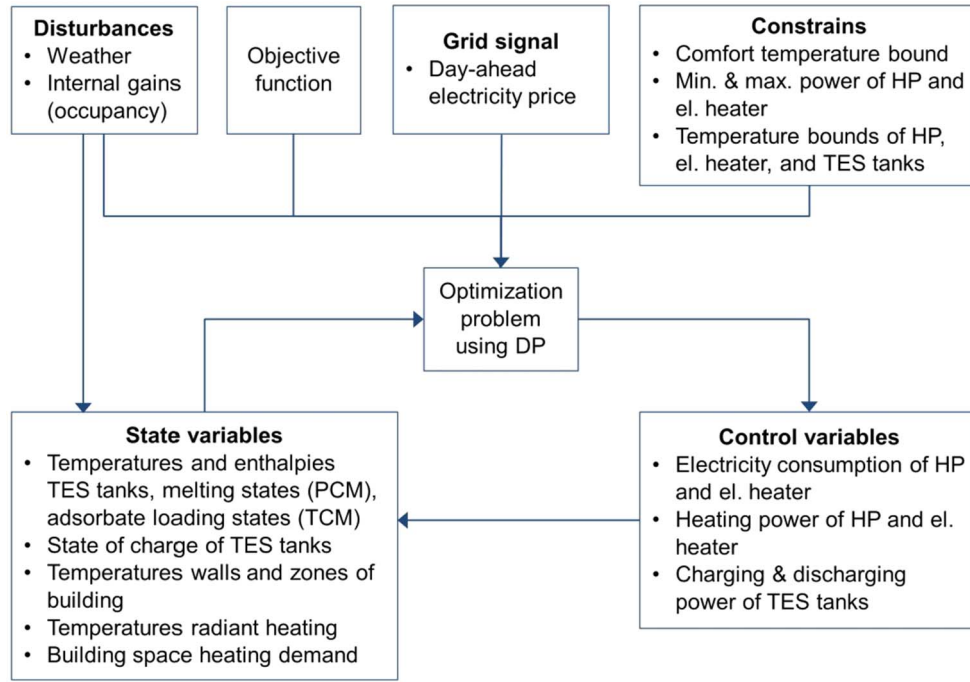 Disturbances
• Weather
• Internal gains
(occupancy)
Objective
function
Grid signal
• Day-ahead
electricity price
Constrains
• Comfort temperature bound
• Min. & max. power of HP and
el. heater
• Temperature bounds of HP,
el. heater, and TES tanks
Optimization
problem
using DP
State variables
• Temperatures and enthalpies
TES tanks, melting states (PCM),
adsorbate loading states (TCM)
• State of charge of TES tanks
• Temperatures walls and zones of
building
• Temperatures radiant heating
• Building space heating demand
Control variables
• Electricity consumption of HP
and el. heater
• Heating power of HP and el.
heater
• Charging & discharging
power of TES tanks